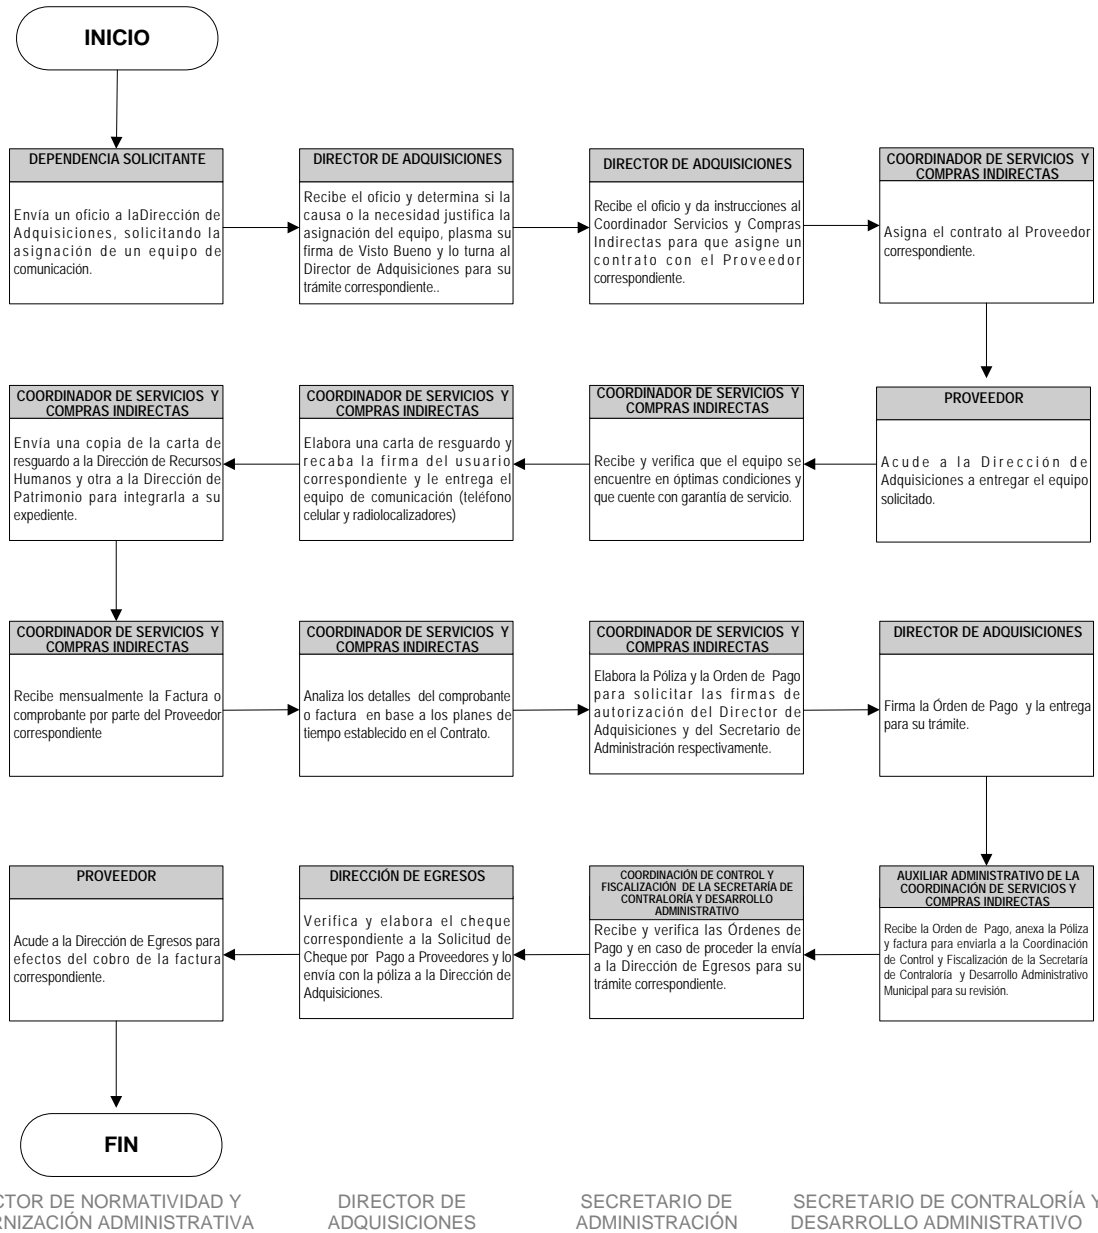 INICIO
DEPENDENCIA SOLICITANTE
Envía un oficio a laDirección de
Adquisiciones, solicitando la
asignación de un equipo de
comunicación.
DIRECTOR DE ADQUISICIONES
Recibe el oficio y determina si la
causa o la necesidad justifica la
asignación del equipo, plasma su
firma de Visto Bueno y lo turna al
Director de Adquisiciones para su
trámite correspondiente..
DIRECTOR DE ADQUISICIONES
Recibe el oficio y da instrucciones al
Coordinador Servicios y Compras
Indirectas para que asigne un
contrato con el Proveedor
correspondiente.
COORDINADOR DE SERVICIOS Y
COMPRAS INDIRECTAS
Asigna el contrato al Proveedor
correspondiente.
PROVEEDOR
Acude a la Dirección de
Adquisiciones a entregar el equipo
solicitado.
COORDINADOR DE SERVICIOS Y
COMPRAS INDIRECTAS
Recibe y verifica que el equipo se
encuentre en óptimas condiciones y
que cuente con garantía de servicio.
COORDINADOR DE SERVICIOS Y
COMPRAS INDIRECTAS
Elabora una carta de resguardo y
recaba la firma del usuario
correspondiente y le entrega el
equipo de comunicación (teléfono
celular y radiolocalizadores)
COORDINADOR DE SERVICIOS Y
COMPRAS INDIRECTAS
Envía una copia de la carta de
resguardo a la Dirección de Recursos
Humanos y otra a la Dirección de
Patrimonio para integrarla a su
expediente.
COORDINADOR DE SERVICIOS Y
COMPRAS INDIRECTAS
Recibe mensualmente la Factura o
comprobante por parte del Proveedor
correspondiente
COORDINADOR DE SERVICIOS Y
COMPRAS INDIRECTAS
Analiza los detalles del comprobante
o factura en base a los planes de
tiempo establecido en el Contrato.
COORDINADOR DE SERVICIOS Y
COMPRAS INDIRECTAS
Elabora la Póliza y la Orden de Pago
para solicitar las firmas de
autorización del Director de
Adquisiciones y del Secretario de
Administración respectivamente.
DIRECTOR DE ADQUISICIONES
Firma la Órden de Pago y la entrega
para su trámite.
AUXILIAR ADMINISTRATIVO DE LA
COORDINACIÓN DE SERVICIOS Y
COMPRAS INDIRECTAS
Recibe la Orden de Pago, anexa la Póliza
y factura para enviarla a la Coordinación
de Control y Fiscalización de la Secretaría
de Contraloría y Desarrollo Administrativo
Municipal para su revisión.
COORDINACIÓN DE CONTROL Y
FISCALIZACIÓN DE LA SECRETARÍA DE
CONTRALORÍA Y DESARROLLO
ADMINISTRATIVO
Recibe y verifica las Órdenes de
Pago y en caso de proceder la envía
a la Dirección de Egresos para su
trámite correspondiente.
DIRECCIÓN DE EGRESOS
Verifica y elabora el cheque
correspondiente a la Solicitud de
Cheque por Pago a Proveedores y lo
envía con la póliza a la Dirección de
Adquisiciones.
PROVEEDOR
Acude a la Dirección de Egresos para
efectos del cobro de la factura
correspondiente.
FIN
CTOR DE NORMATIVIDAD Y
RNIZACIÓN ADMINISTRATIVA
DIRECTOR DE
ADQUISICIONES
SECRETARIO DE
ADMINISTRACIÓN
SECRETARIO DE CONTRALORÍA Y
DESARROLLO ADMINISTRATIVO